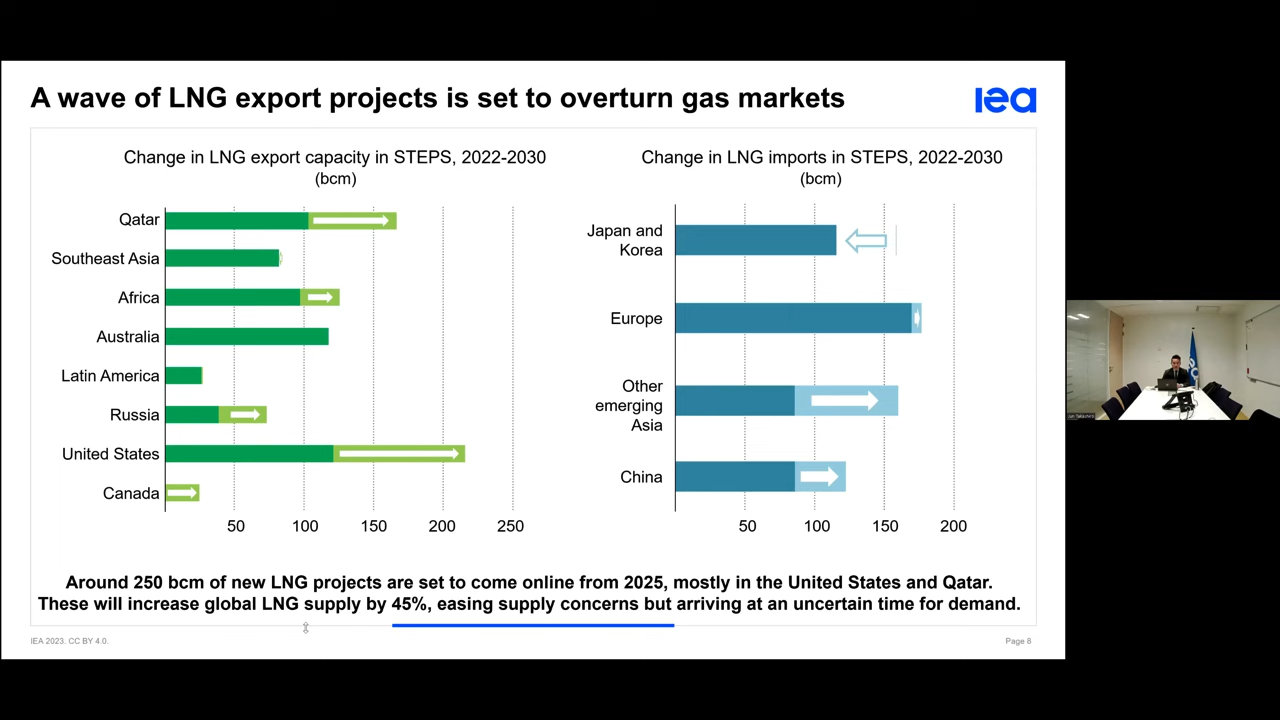 A wave of LNG export projects is set to overturn gas markets
iea
Change in LNG export capacity in STEPS, 2022-2030
(bcm)
Qatar
Southeast Asia
Africa
Australia
Latin America
Russia
United States
Canada
50 100 150 200 250
Change in LNG imports in STEPS, 2022-2030
(bcm)
Japan and
Korea
Europe
Other
emerging
Asia
China
50 100 150 200
Around 250 bcm of new LNG projects are set to come online from 2025, mostly in the United States and Qatar.
These will increase global LNG supply by 45%, easing supply concerns but arriving at an uncertain time for demand.
IEA 2023. CC BY 4.0.
Page 8